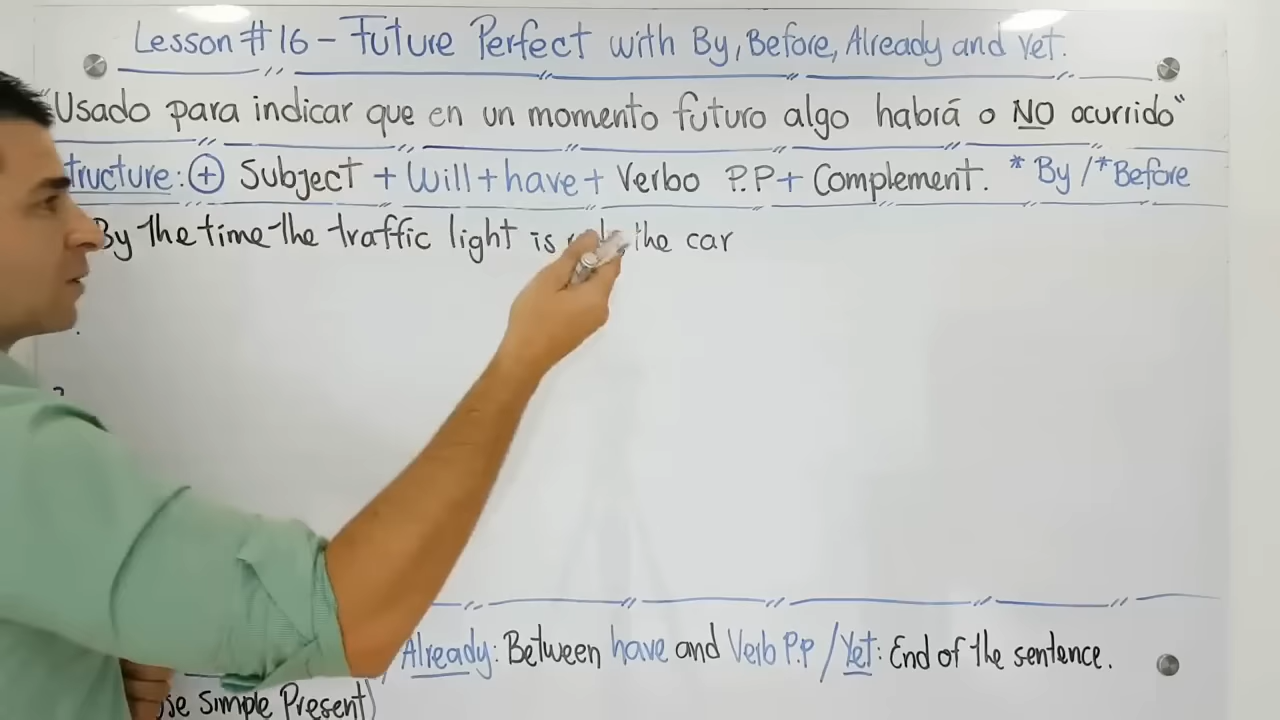 Lesson # 16 - Future Perfect with By, Before, Already and Yet.
"Usado para indicar que en un momento futuro algo habrá o NO ocurrido"
tructure: + Subject + Will + have + Verbo P.P + Complement. * By / * Before
By the time the traffic light is the car
Already: Between have and Verb P.P / Yet: End of the sentence.
se Simple Present)